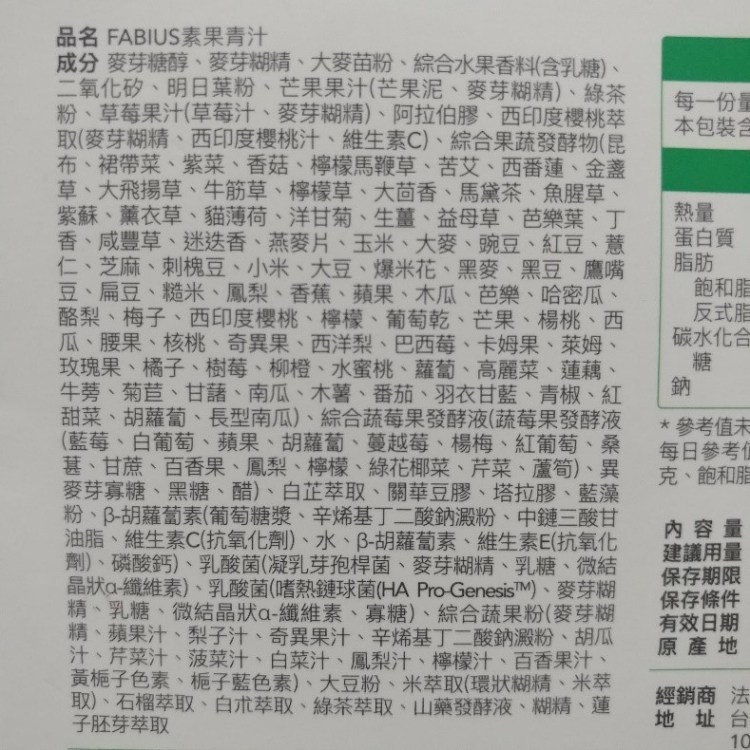 品名 FABIUS素果青汁
成分 麥芽糖醇、麥芽糊精、大麥苗粉、綜合水果香料(含乳糖)、
二氧化矽、明日葉粉、芒果果汁(芒果泥、麥芽糊精)、綠茶
粉、草莓果汁(草莓汁、麥芽糊精)、阿拉伯膠、西印度櫻桃萃
取(麥芽糊精、西印度櫻桃汁、維生素C)、綜合果蔬發酵物(昆
布、裙帶菜、紫菜、香菇、檸檬馬鞭草、苦艾、西番蓮、金盞
草、大飛揚草、牛筋草、檸檬草、大茴香、馬黛茶、魚腥草、
紫蘇、薰衣草、貓薄荷、洋甘菊、生薑、益母草、芭樂葉、丁
香、咸豐草、迷迭香、燕麥片、玉米、大麥、豌豆、紅豆、薏
仁、芝麻、刺槐豆、小米、大豆、爆米花、黑麥、黑豆、鷹嘴
豆、扁豆、糙米、鳳梨、香蕉、蘋果、木瓜、芭樂、哈密瓜、
酪梨、梅子、西印度櫻桃、檸檬、葡萄乾、芒果、楊桃、西
瓜、腰果、核桃、奇異果、西洋梨、巴西莓、卡姆果、萊姆、
玫瑰果、橘子、樹莓、柳橙、水蜜桃、蘿蔔、高麗菜、蓮藕、
牛蒡、菊苣、甘藷、南瓜、木薯、番茄、羽衣甘藍、青椒、紅
甜菜、胡蘿蔔、長型南瓜)、綜合蔬莓果發酵液(蔬莓果發酵液
(藍莓、白葡萄、蘋果、胡蘿蔔、蔓越莓、楊梅、紅葡萄、桑
葚、甘蔗、百香果、鳳梨、檸檬、綠花椰菜、芹菜、蘆筍)、異
麥芽寡糖、黑糖、醋)、白芷萃取、關華豆膠、塔拉膠、藍藻
粉、β-胡蘿蔔素(葡萄糖漿、辛烯基丁二酸鈉澱粉、中鏈三酸甘
油脂、維生素C(抗氧化劑)、水、β-胡蘿蔔素、維生素E(抗氧化
劑)、磷酸鈣)、乳酸菌(凝乳芽孢桿菌、麥芽糊精、乳糖、微結
晶狀α-纖維素)、乳酸菌(嗜熱鏈球菌(HA Pro-Genesis™)、麥芽糊
精、乳糖、微結晶狀α-纖維素、寡糖)、綜合蔬果粉(麥芽糊
精、蘋果汁、梨子汁、奇異果汁、辛烯基丁二酸鈉澱粉、胡瓜
汁、芹菜汁、菠菜汁、白菜汁、鳳梨汁、檸檬汁、百香果汁、
黃梔子色素、梔子藍色素)、大豆粉、米萃取(環狀糊精、米萃
取)、石榴萃取、白朮萃取、綠茶萃取、山藥發酵液、糊精、蓮
子胚芽萃取
每一份量
本包裝含
熱量
蛋白質
脂肪
飽和脂
反式脂
碳水化合
糖
鈉
* 參考值未
每日參考值
克、飽和脂
內容量
建議用量
保存期限
保存條件
有效日期
原產地
經銷商 法
地址 台
10